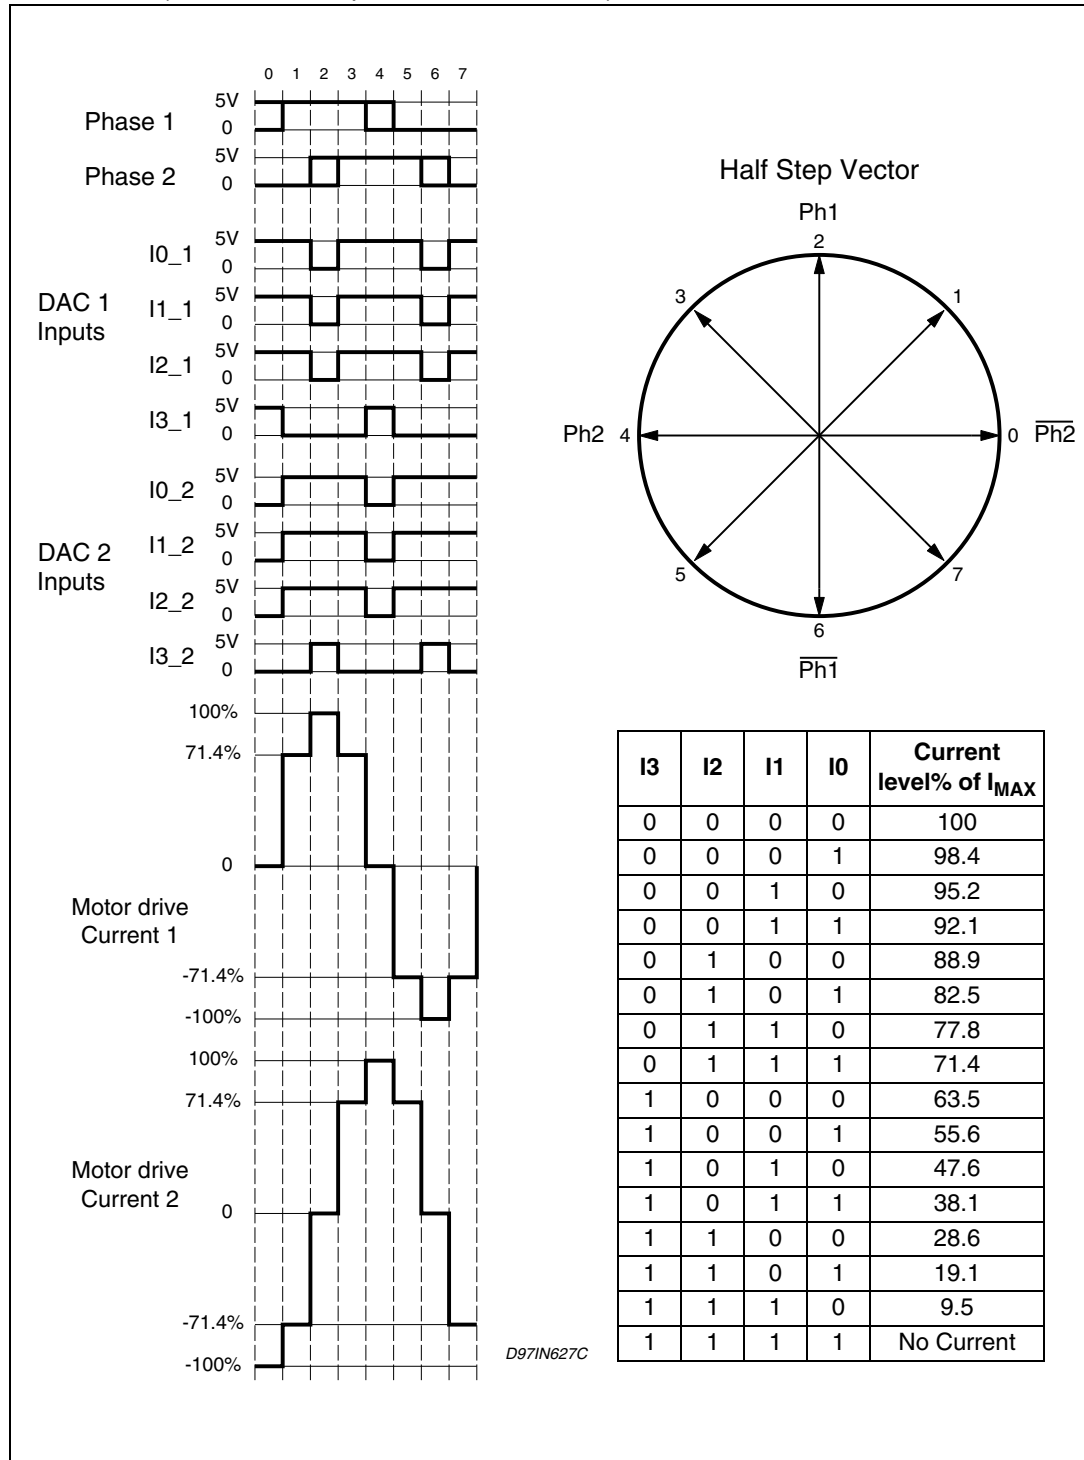 0 1 2 3 4 5 6 7
Phase 1
5V
0
Phase 2
5V
0
DAC 1
Inputs
I0_1
5V
0
I1_1
5V
0
I2_1
5V
0
I3_1
5V
0
DAC 2
Inputs
I0_2
5V
0
I1_2
5V
0
I2_2
5V
0
I3_2
5V
0
100%
71.4%
0
Motor drive
Current 1
-71.4%
-100%
100%
71.4%
Motor drive
Current 2
0
-71.4%
-100%
D97IN627C
Half Step Vector
Ph1
2
3
1
Ph2 4
0 P̅h̅2̅
5
7
6
P̅h̅1̅
I3 I2 I1 I0 Current level% of IMAX
0 0 0 0 100
0 0 0 1 98.4
0 0 1 0 95.2
0 0 1 1 92.1
0 1 0 0 88.9
0 1 0 1 82.5
0 1 1 0 77.8
0 1 1 1 71.4
1 0 0 0 63.5
1 0 0 1 55.6
1 0 1 0 47.6
1 0 1 1 38.1
1 1 0 0 28.6
1 1 0 1 19.1
1 1 1 0 9.5
1 1 1 1 No Current